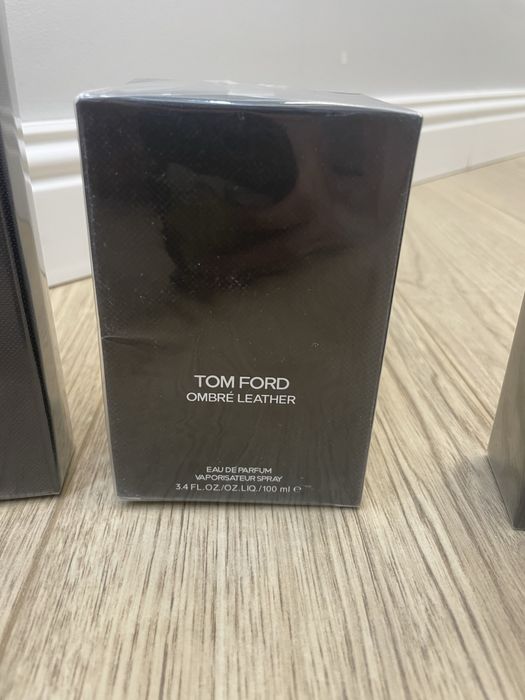 TOM FORD
OMBRÉ LEATHER
EAU DE PARFUM
VAPORISATEUR SPRAY
3.4 FL.OZ./OZ.LIQ./100 ml ℮